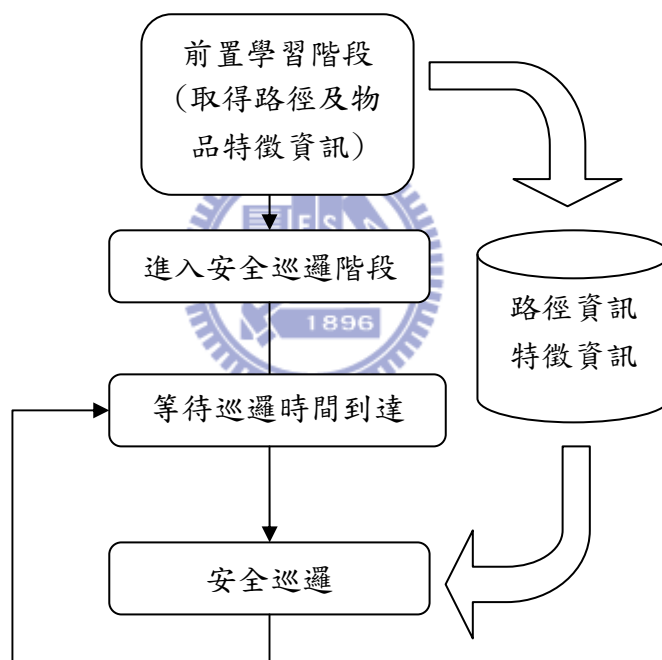 前置學習階段
（取得路徑及物
品特徵資訊）
進入安全巡邏階段
路徑資訊
特徵資訊
1896
等待巡邏時間到達
安全巡邏